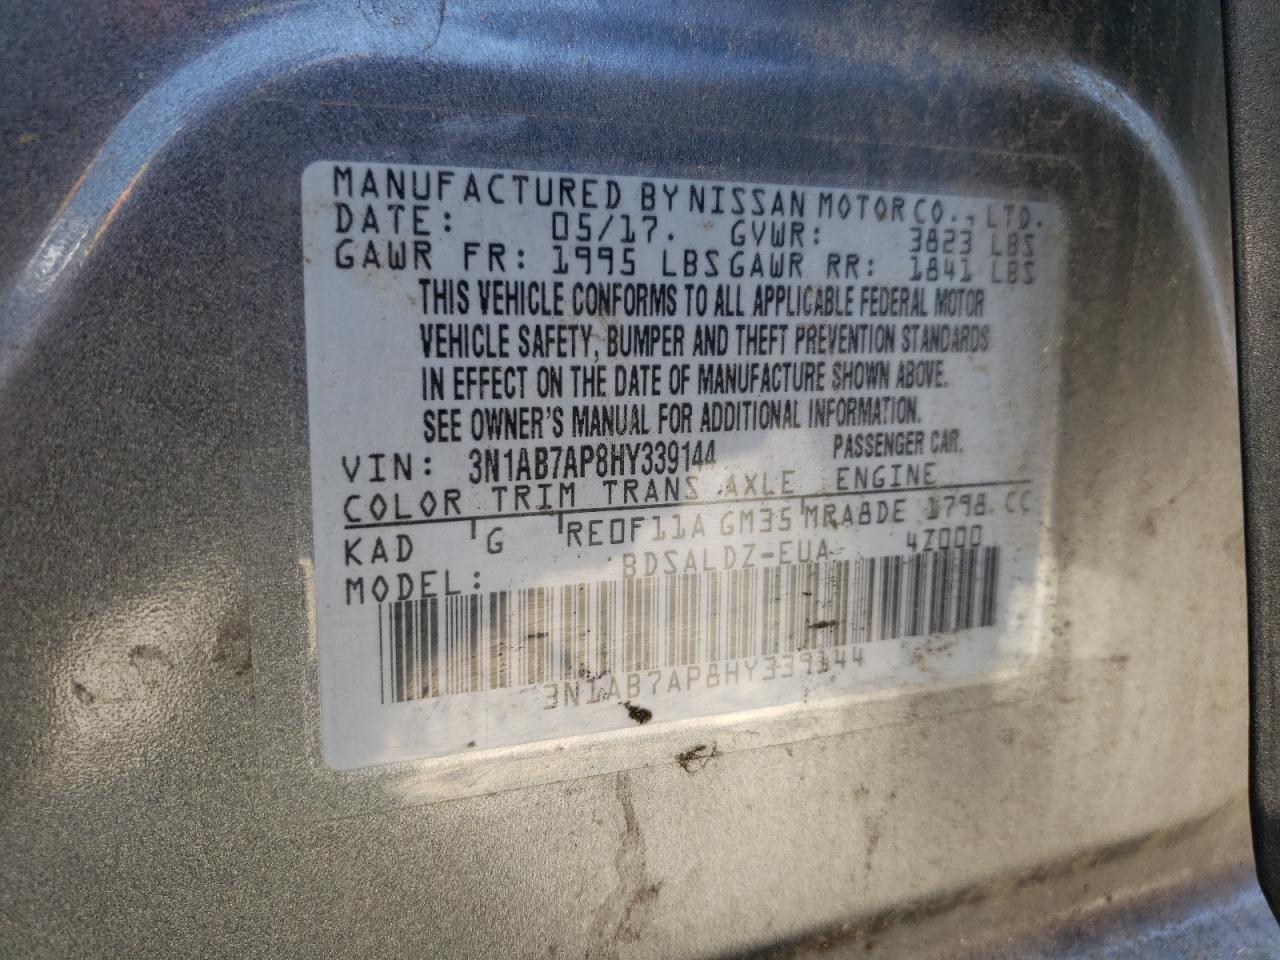 MANUFACTURED BY NISSAN MOTOR CO., LTD.
DATE: 05/17. GVWR: 3823 LBS
GAWR FR: 1995 LBS GAWR RR: 1841 LBS
THIS VEHICLE CONFORMS TO ALL APPLICABLE FEDERAL MOTOR
VEHICLE SAFETY, BUMPER AND THEFT PREVENTION STANDARDS
IN EFFECT ON THE DATE OF MANUFACTURE SHOWN ABOVE.
SEE OWNER'S MANUAL FOR ADDITIONAL INFORMATION.
VIN: 3N1AB7AP8HY339144 PASSENGER CAR.
COLOR TRIM TRANS AXLE ENGINE
KAD G RE0F11A GM35 MRA8DE 1798 CC
MODEL: BDSALDZ-EUA- 4Z000
3N1AB7AP8HY339144